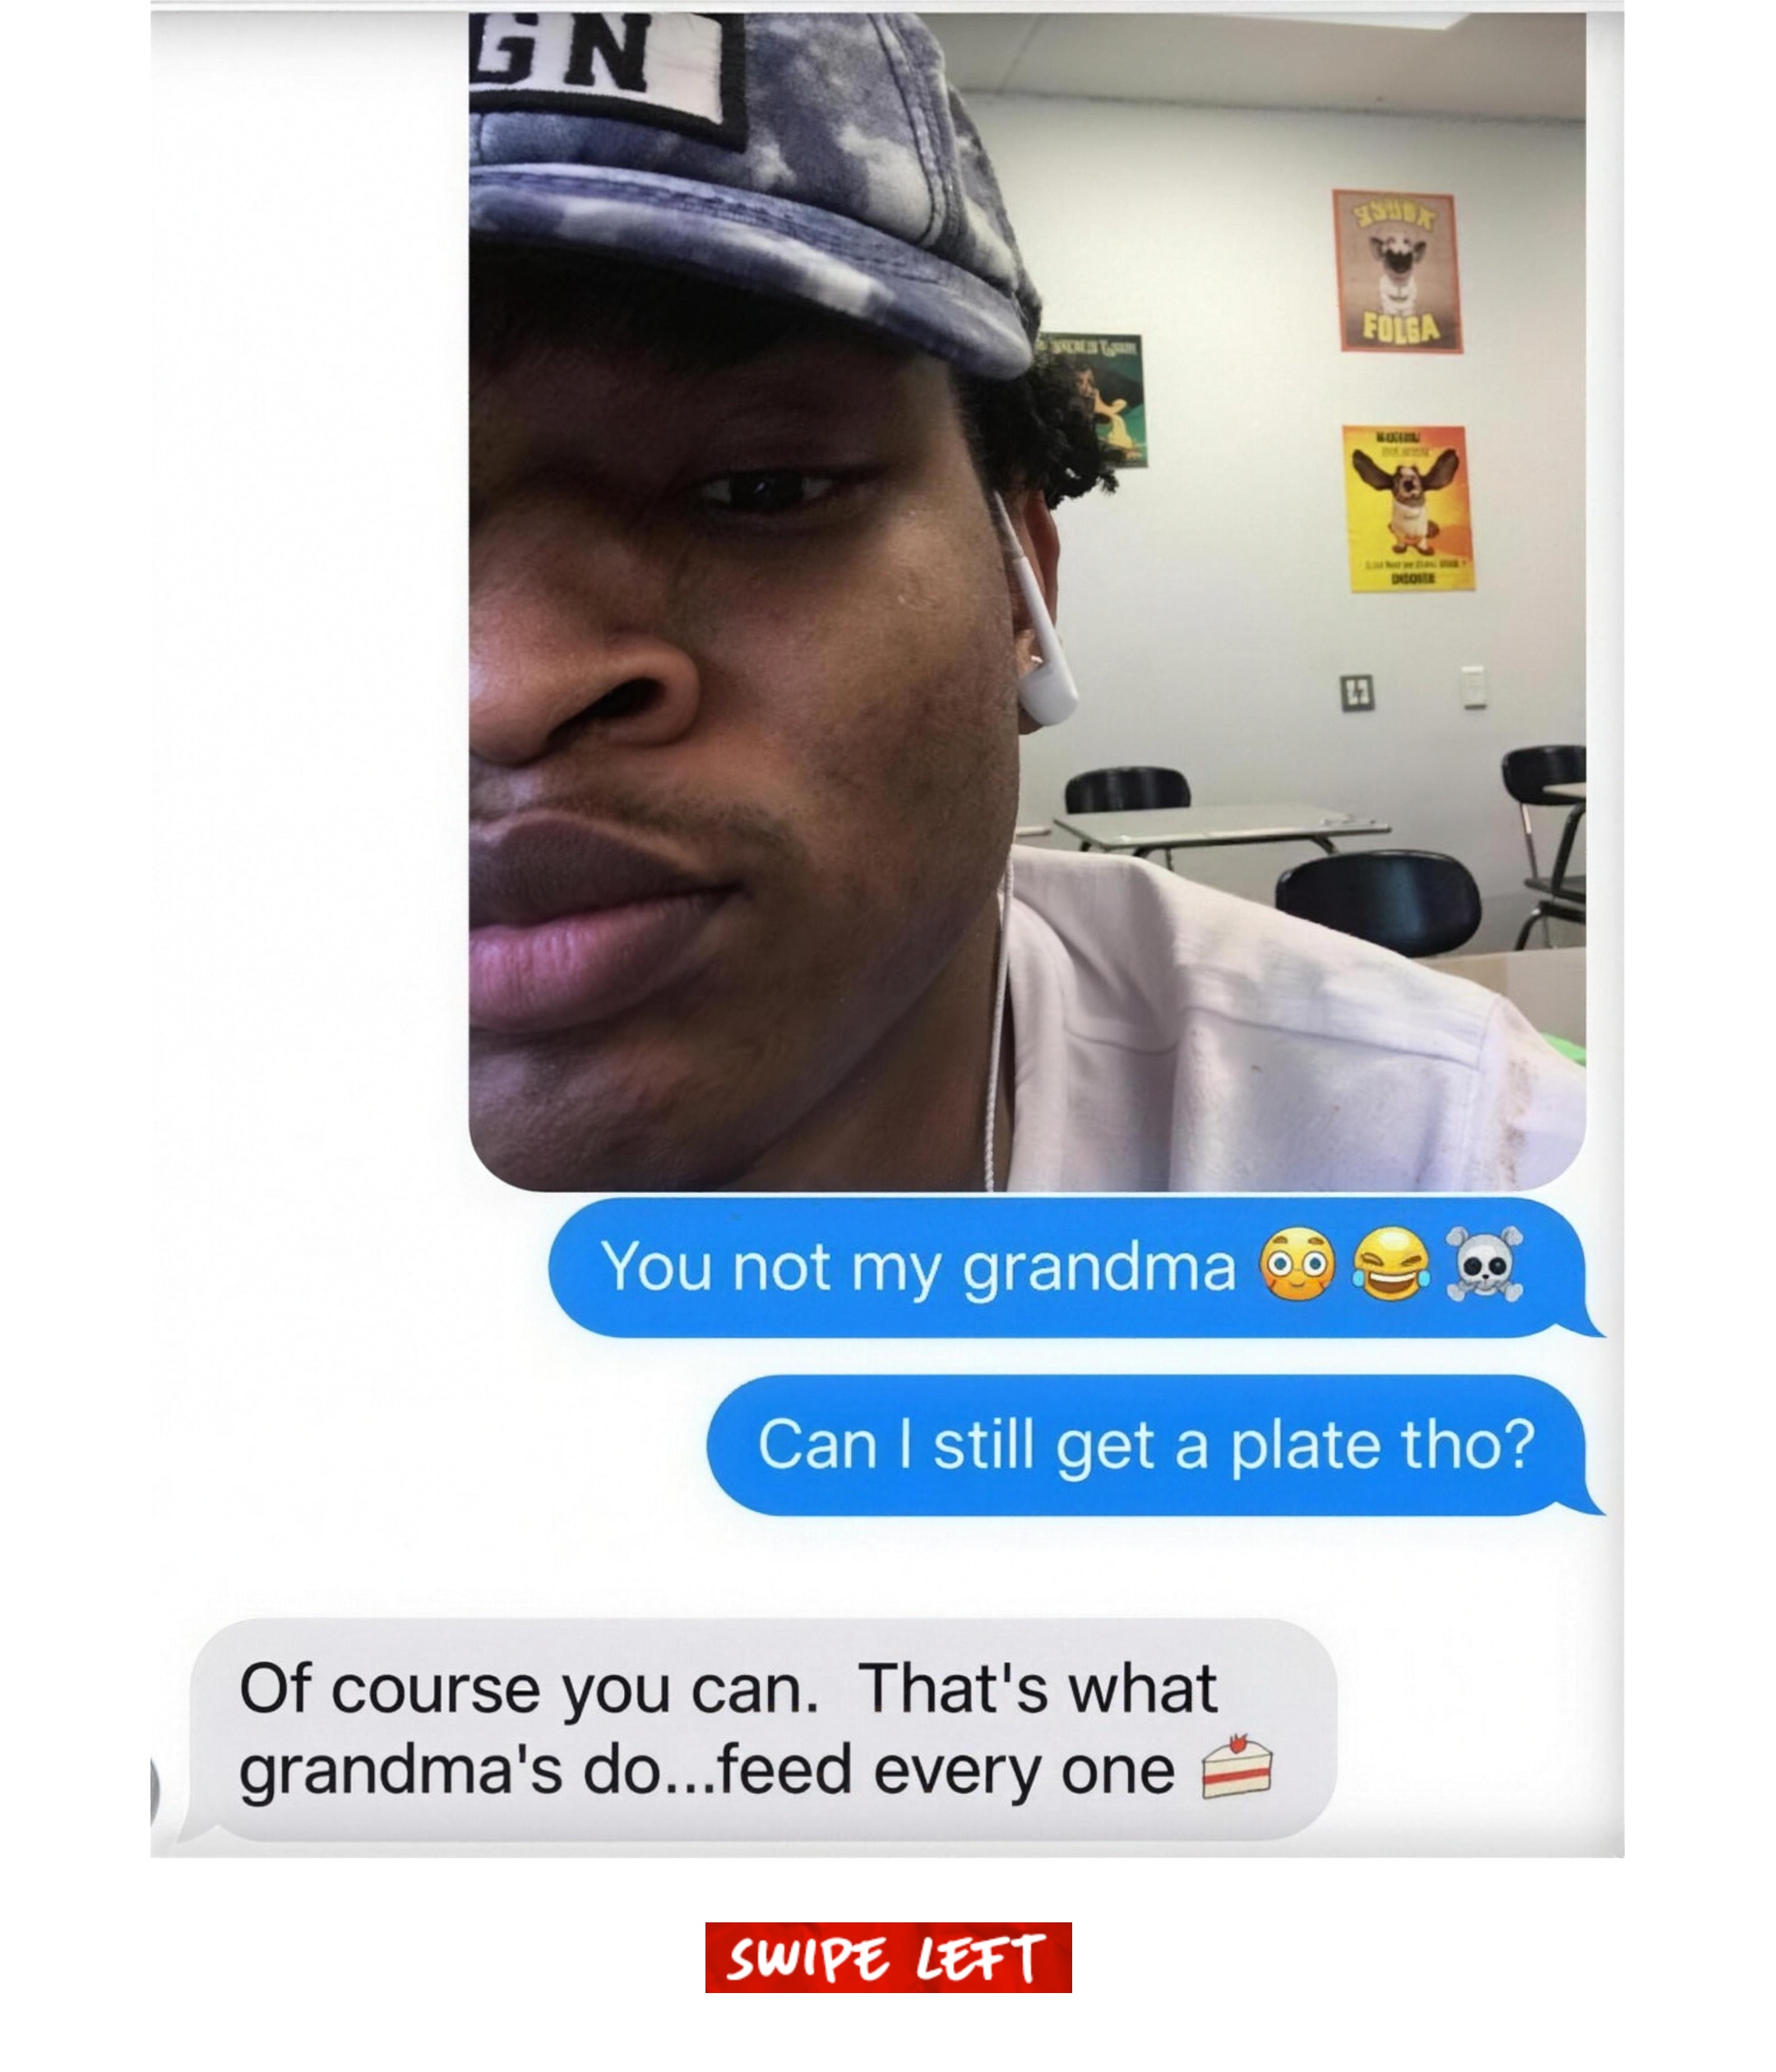 GN
FOLGA
You not my grandma 😳 😂 ☠️
Can I still get a plate tho?
Of course you can.  That's what
grandma's do...feed every one 🍰
SWIPE LEFT